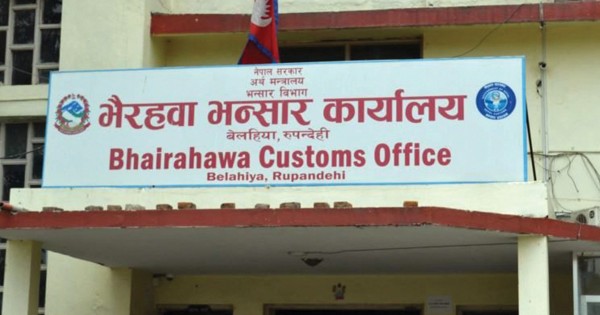 नेपाल सरकार
अर्थ मन्त्रालय
भन्सार विभाग
भैरहवा भन्सार कार्यालय
बेलहिया, रुपन्देही
Bhairahawa Customs Office
Belahiya, Rupandehi